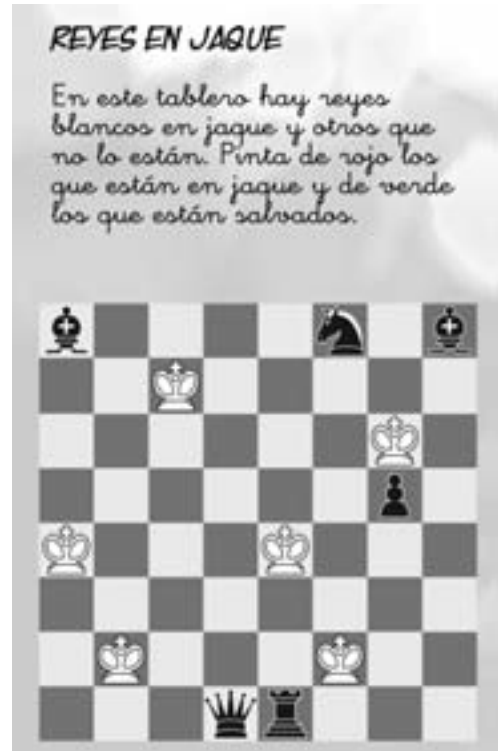 REYES EN JAQUE
En este tablero hay reyes
blancos en jaque y otros que
no lo están. Pinta de rojo los
que están en jaque y de verde
los que están salvados.